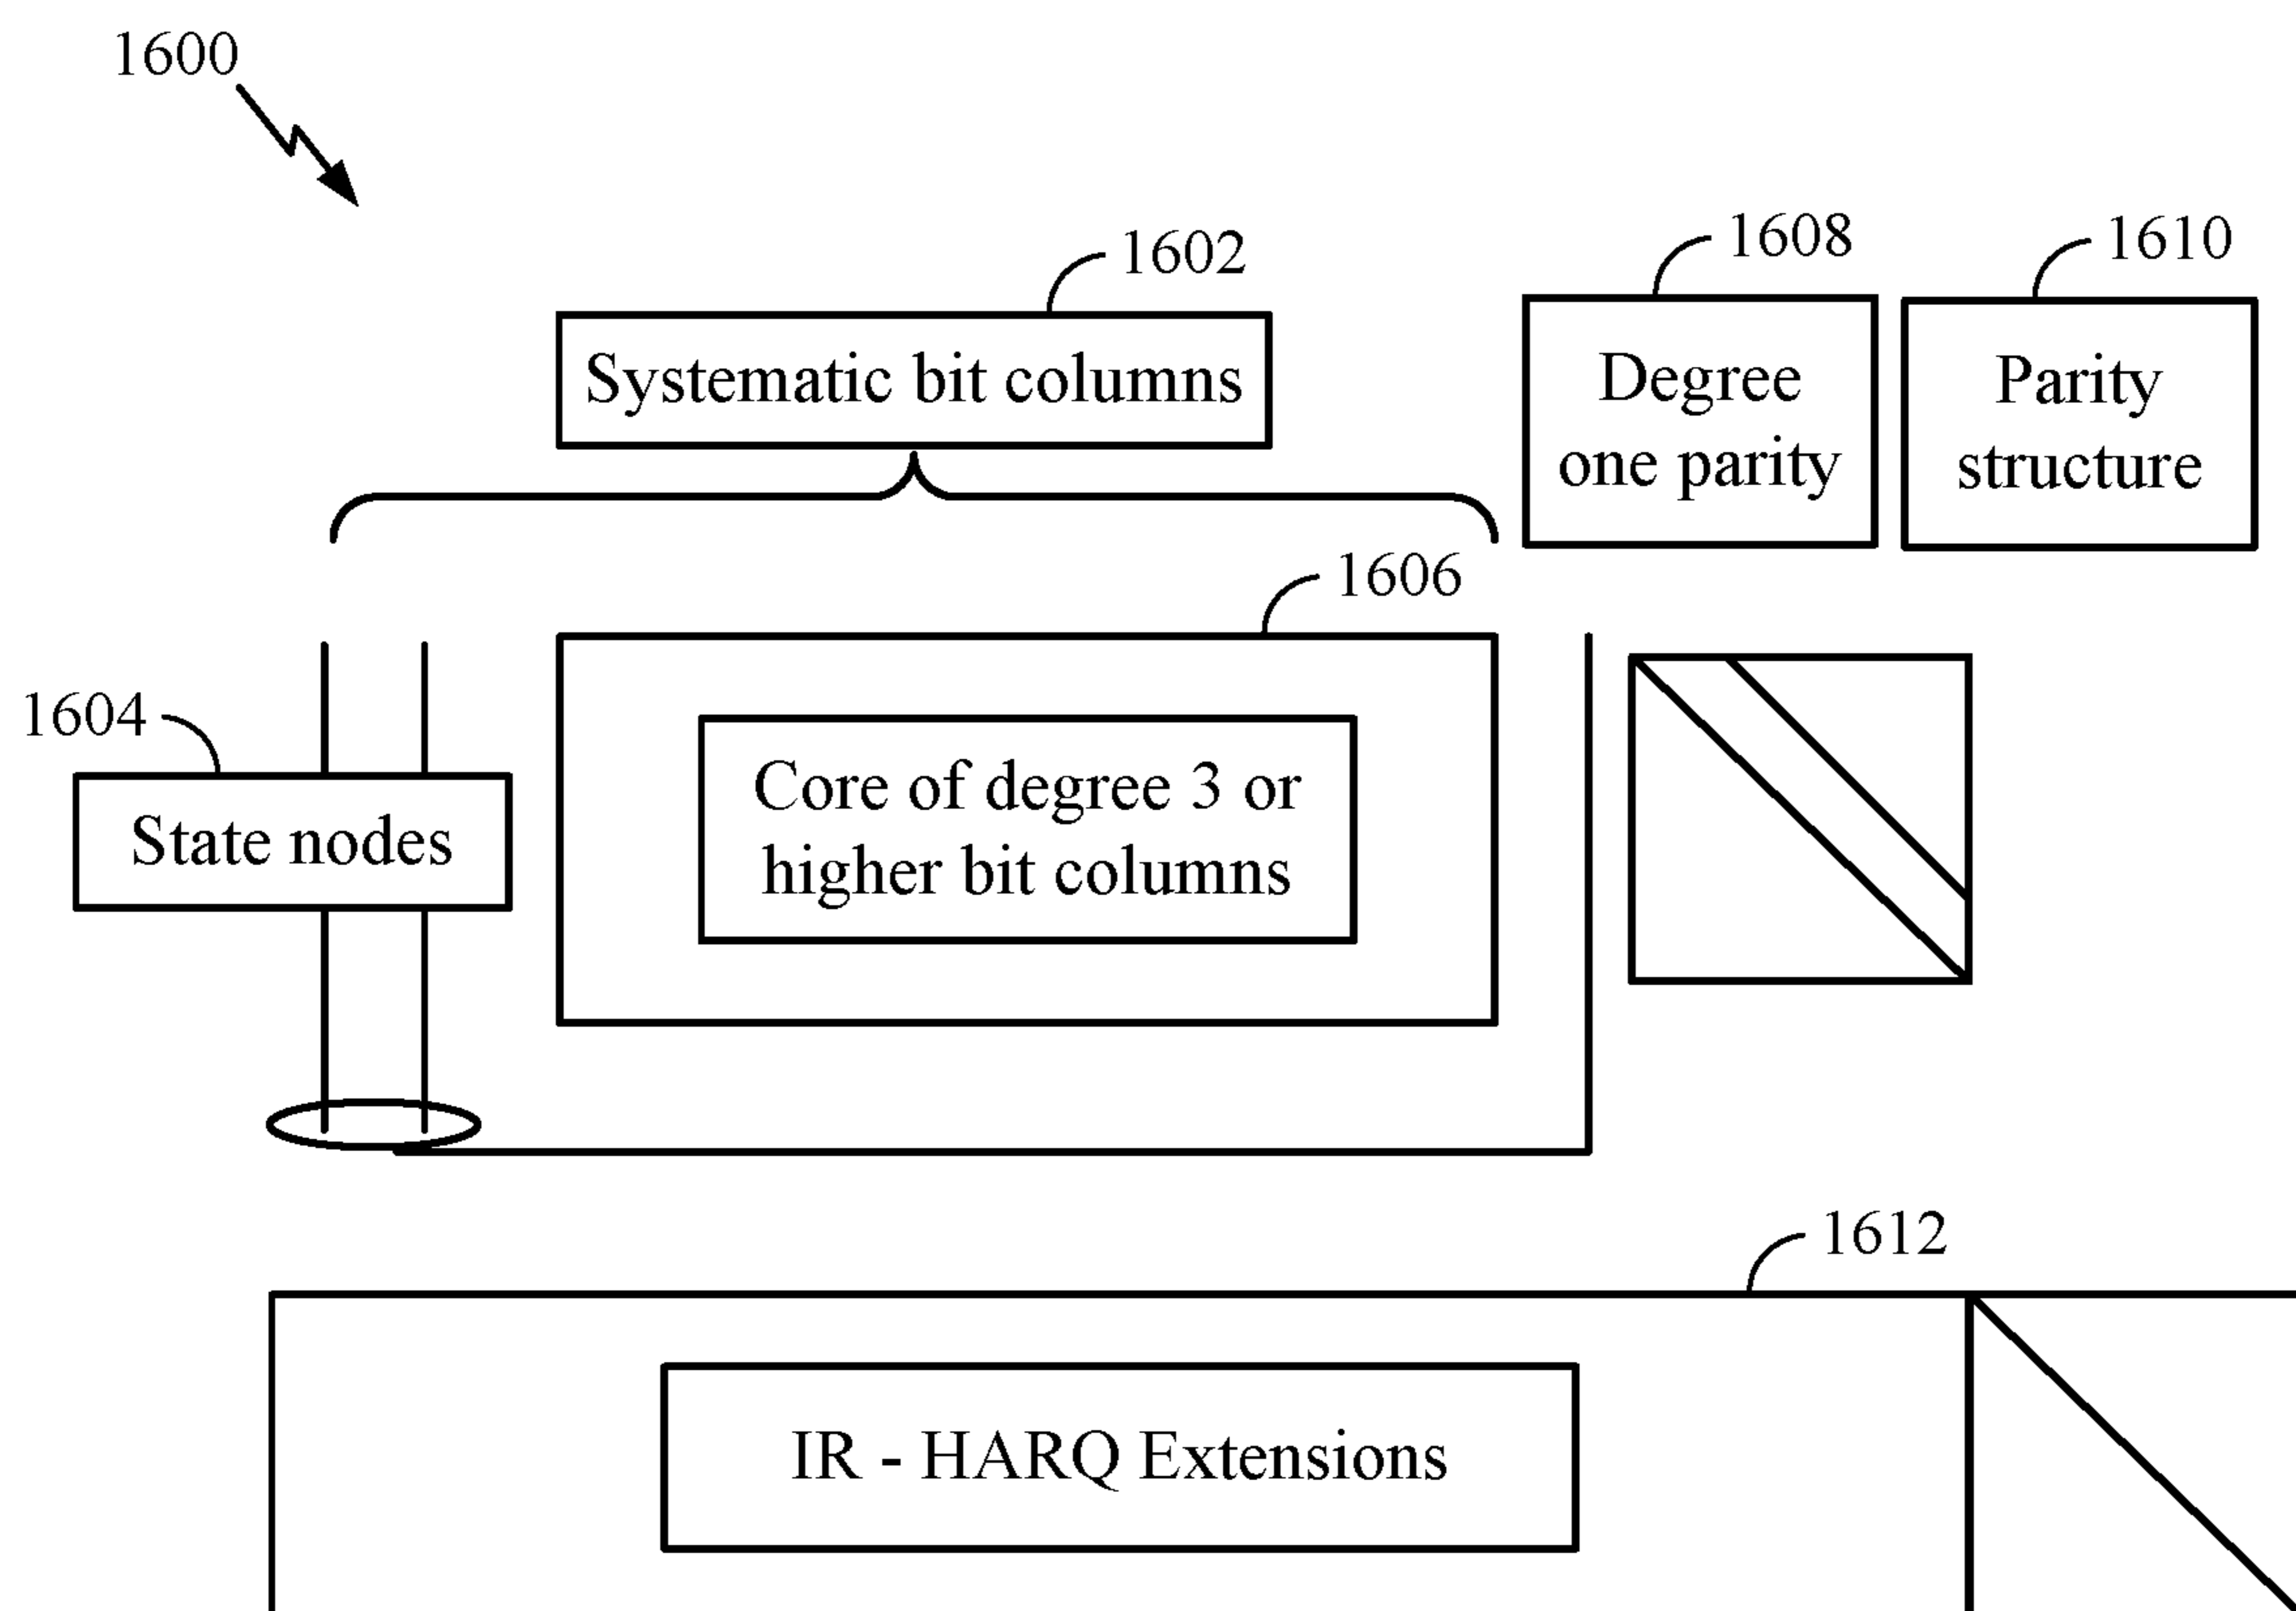 1600
1602
1608
1610
Systematic bit columns
Degree
one parity
Parity
structure
1606
1604
State nodes
Core of degree 3 or
higher bit columns
1612
IR - HARQ Extensions